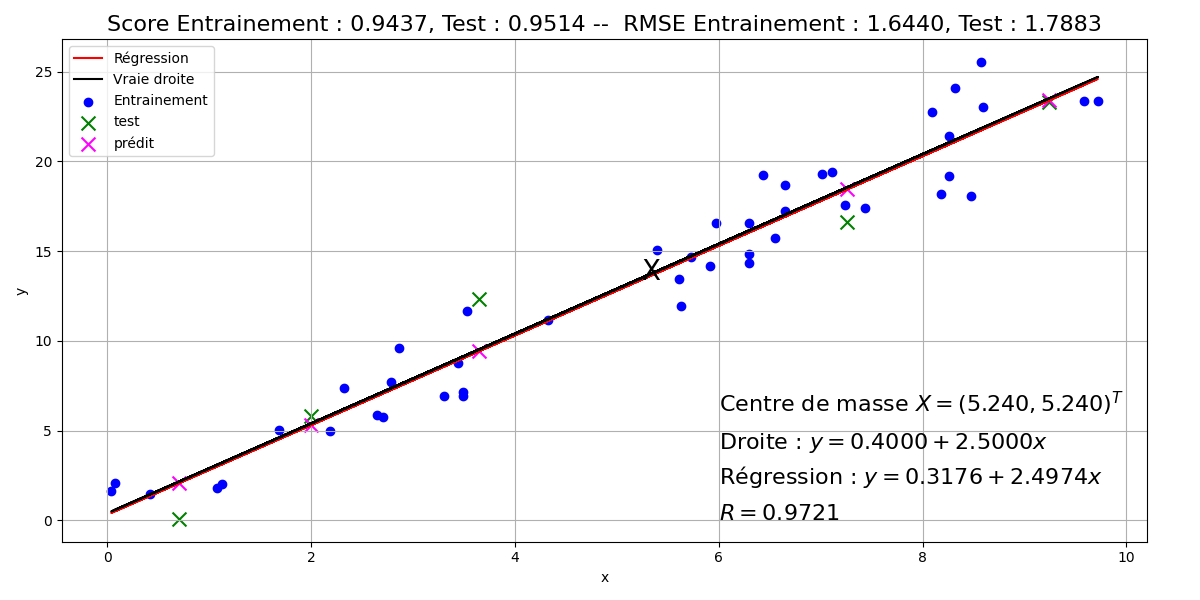 Score Entrainement : 0.9437, Test : 0.9514 --  RMSE Entrainement : 1.6440, Test : 1.7883
Régression
Vraie droite
Entrainement
test
prédit
25
20
15
10
5
0
y
X
Centre de masse X = (5.240, 5.240)^T
Droite : y = 0.4000 + 2.5000x
Régression : y = 0.3176 + 2.4974x
R = 0.9721
0 2 4 6 8 10
x